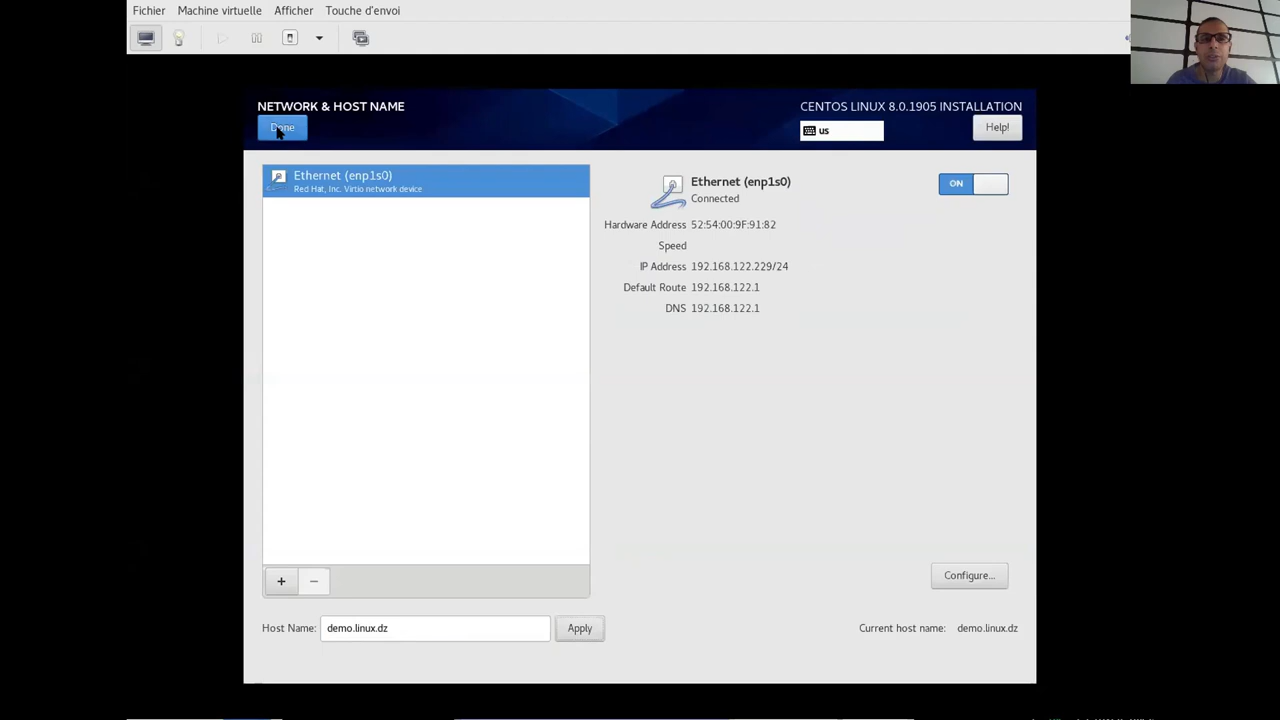 Fichier Machine virtuelle Afficher Touche d'envoi
NETWORK & HOST NAME
CENTOS LINUX 8.0.1905 INSTALLATION
Done
us
Help!
Ethernet (enp1s0)
Red Hat, Inc. Virtio network device
Ethernet (enp1s0)
Connected
ON
Hardware Address 52:54:00:9F:91:82
Speed
IP Address 192.168.122.229/24
Default Route 192.168.122.1
DNS 192.168.122.1
+ −
Configure...
Host Name: demo.linux.dz Apply
Current host name: demo.linux.dz